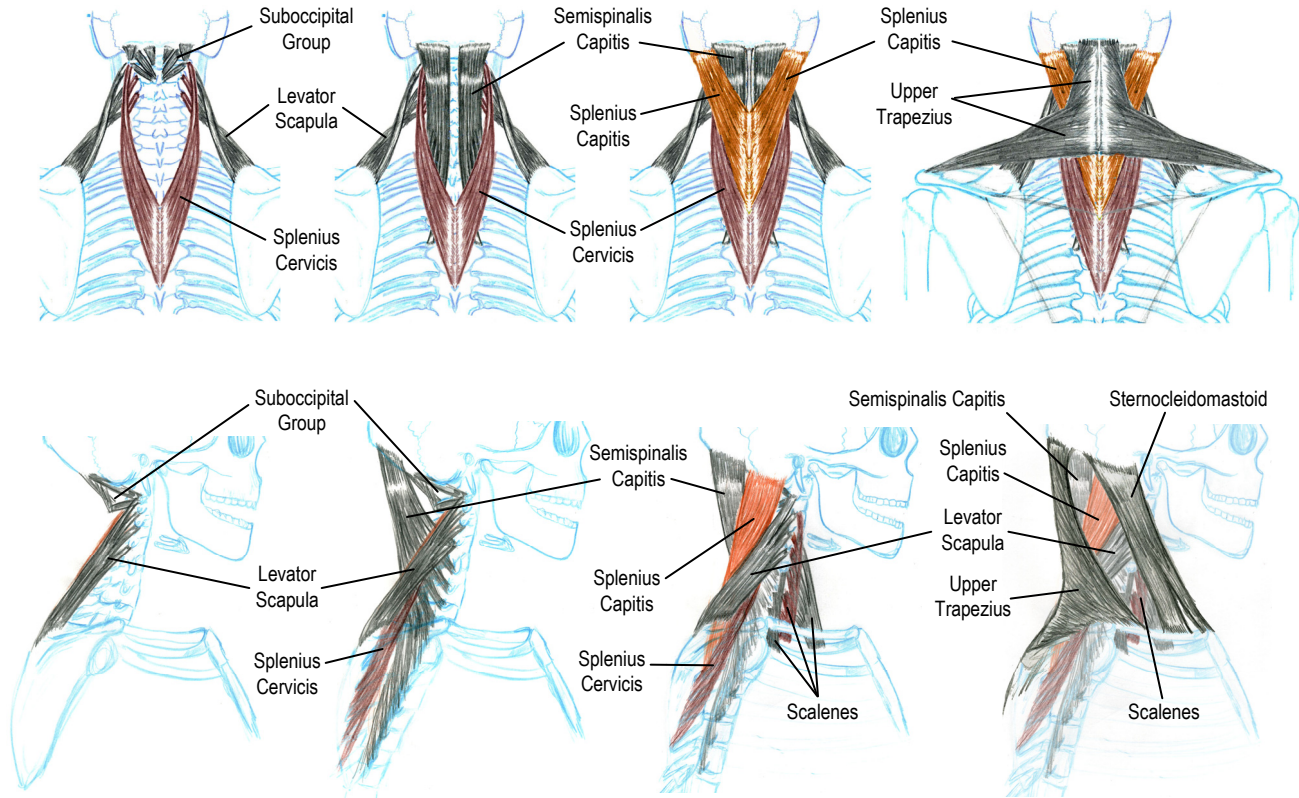 Suboccipital
Group
Semispinalis
Capitis
Splenius
Capitis
Levator
Scapula
Splenius
Capitis
Upper
Trapezius
Splenius
Cervicis
Splenius
Cervicis
Suboccipital
Group
Semispinalis Capitis
Sternocleidomastoid
Semispinalis
Capitis
Splenius
Capitis
Levator
Scapula
Levator
Scapula
Splenius
Capitis
Upper
Trapezius
Splenius
Cervicis
Splenius
Cervicis
Scalenes
Scalenes